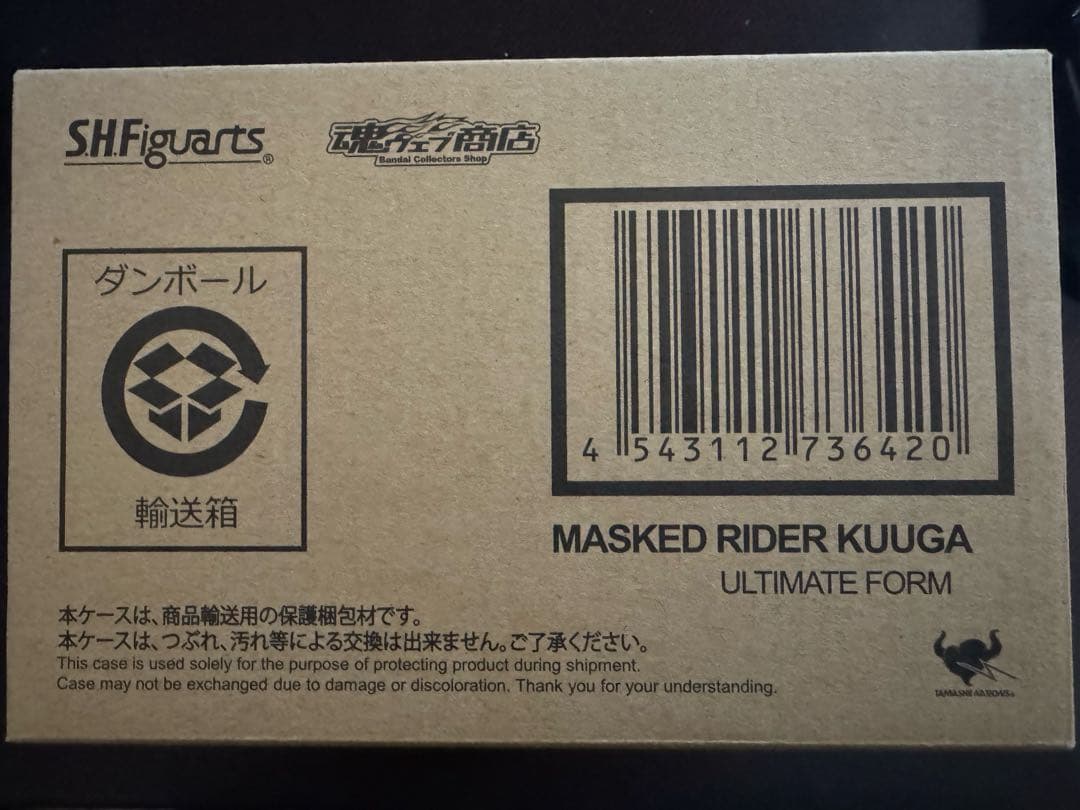 S.H.Figuarts®
魂ウェブ商店
Bandai Collectors Shop
ダンボール
輸送箱
4 543112 736420
MASKED RIDER KUUGA
ULTIMATE FORM
本ケースは、商品輸送用の保護梱包材です。
本ケースは、つぶれ、汚れ等による交換は出来ません。ご了承ください。
This case is used solely for the purpose of protecting product during shipment.
Case may not be exchanged due to damage or discoloration. Thank you for your understanding.
TAMASHII NATIONS